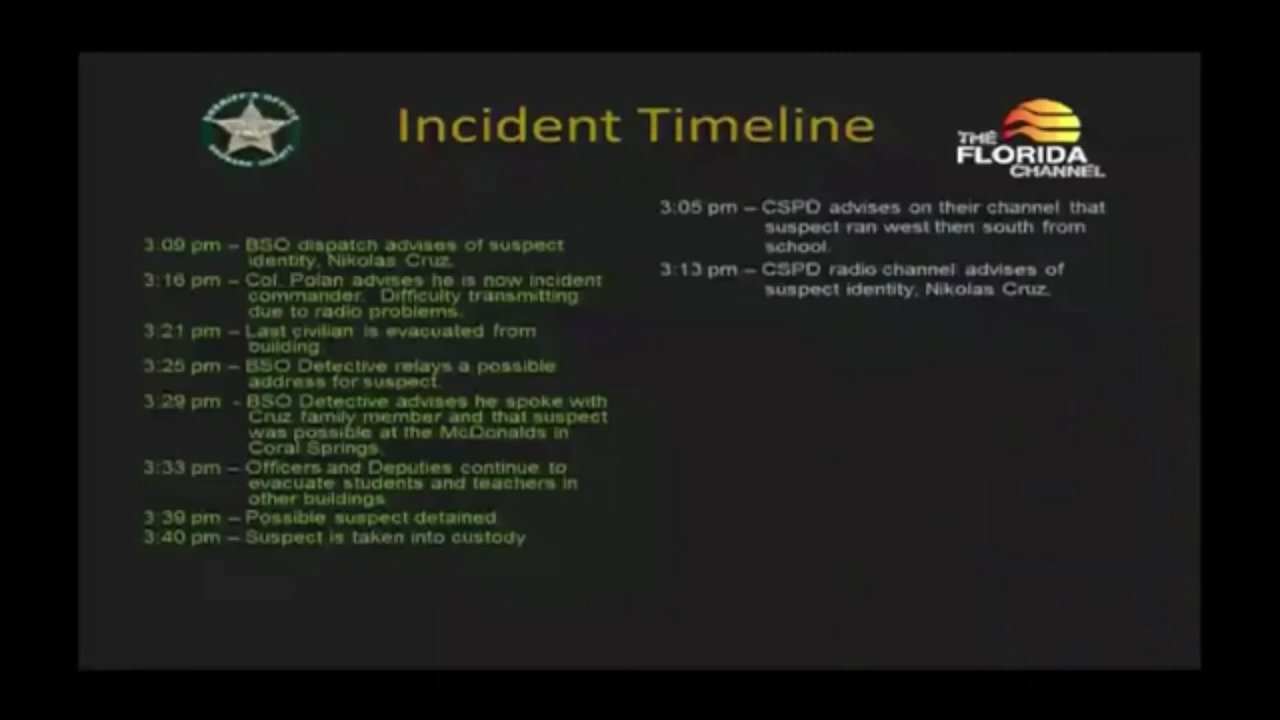 Incident Timeline
THE
FLORIDA
CHANNEL
3:09 pm – BSO dispatch advises of suspect
identity, Nikolas Cruz.
3:16 pm – Col. Polan advises he is now incident
commander. Difficulty transmitting
due to radio problems.
3:21 pm – Last civilian is evacuated from
building
3:25 pm – BSO Detective relays a possible
address for suspect.
3:29 pm - BSO Detective advises he spoke with
Cruz family member and that suspect
was possible at the McDonalds in
Coral Springs.
3:33 pm – Officers and Deputies continue to
evacuate students and teachers in
other buildings
3:39 pm – Possible suspect detained
3:40 pm – Suspect is taken into custody
3:05 pm – CSPD advises on their channel that
suspect ran west then south from
school.
3:13 pm – CSPD radio channel advises of
suspect identity, Nikolas Cruz.